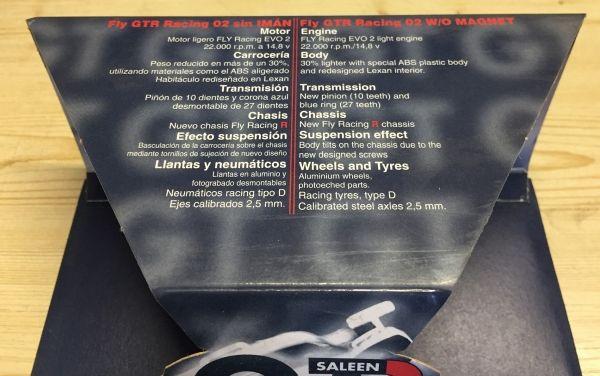 Fly GTR Racing 02 sin IMÁN
Motor
Motor ligero FLY Racing EVO 2
22.000 r.p.m. a 14,8 v
Carrocería
Peso reducido en más de un 30%,
utilizando materiales como el ABS aligerado
Habitáculo rediseñado en Lexan
Transmisión
Piñón de 10 dientes y corona azul
desmontable de 27 dientes
Chasis
Nuevo chasis Fly Racing R
Efecto suspensión
Basculación de la carrocería sobre el chasis
mediante tornillos de sujeción de nuevo diseño
Llantas y neumáticos
Llantas en aluminio y
fotograbado desmontables
Neumáticos racing tipo D
Ejes calibrados 2,5 mm.
Fly GTR Racing 02 W/O MAGNET
Engine
FLY Racing EVO 2 light engine
22.000 r.p.m./14,8 v
Body
30% lighter with special ABS plastic body
and redesigned Lexan interior.
Transmission
New pinion (10 teeth) and
blue ring (27 teeth)
Chassis
New Fly Racing R chassis
Suspension effect
Body tilts on the chassis due to the
new designed screws
Wheels and Tyres
Aluminium wheels,
photoeched parts.
Racing tyres, type D
Calibrated steel axles 2,5 mm.
SALEEN